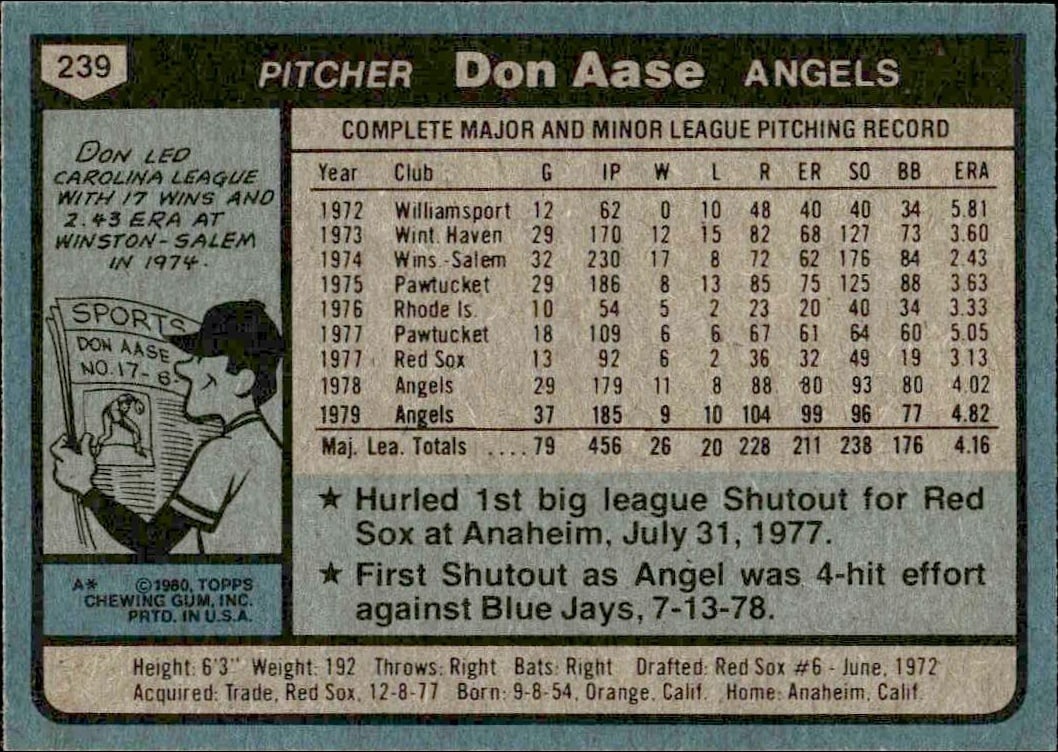 239
PITCHER Don Aase ANGELS
DON LED
CAROLINA LEAGUE
WITH 17 WINS AND
2.43 ERA AT
WINSTON-SALEM
IN 1974.
SPORTS
DON AASE
NO. 17-6-
COMPLETE MAJOR AND MINOR LEAGUE PITCHING RECORD
Year Club G IP W L R ER SO BB ERA
1972 Williamsport 12 62 0 10 48 40 40 34 5.81
1973 Wint. Haven 29 170 12 15 82 68 127 73 3.60
1974 Wins.-Salem 32 230 17 8 72 62 176 84 2.43
1975 Pawtucket 29 186 8 13 85 75 125 88 3.63
1976 Rhode Is. 10 54 5 2 23 20 40 34 3.33
1977 Pawtucket 18 109 6 6 67 61 64 60 5.05
1977 Red Sox 13 92 6 2 36 32 49 19 3.13
1978 Angels 29 179 11 8 88 80 93 80 4.02
1979 Angels 37 185 9 10 104 99 96 77 4.82
Maj. Lea. Totals ....79 456 26 20 228 211 238 176 4.16
★ Hurled 1st big league Shutout for Red
Sox at Anaheim, July 31, 1977.
★ First Shutout as Angel was 4-hit effort
against Blue Jays, 7-13-78.
A* ©1980, TOPPS
CHEWING GUM, INC.
PRTD. IN U.S.A.
Height: 6'3" Weight: 192 Throws: Right Bats: Right Drafted: Red Sox #6 - June, 1972
Acquired: Trade, Red Sox, 12-8-77 Born: 9-8-54, Orange, Calif. Home: Anaheim, Calif.